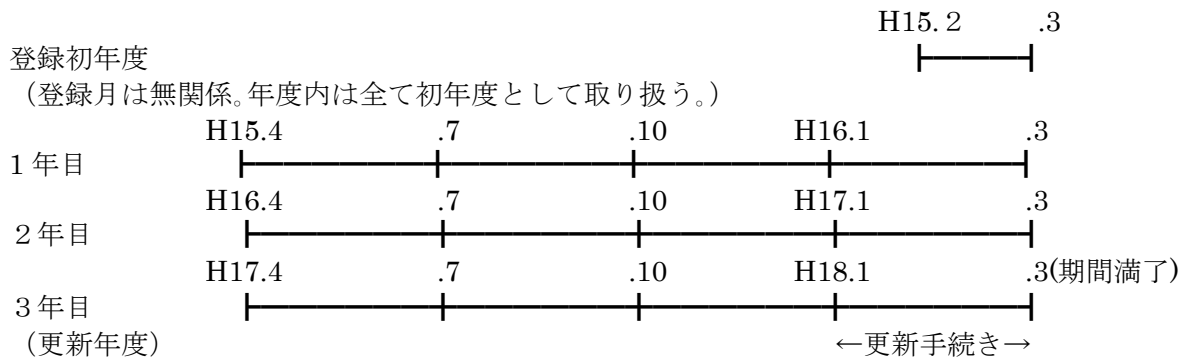 H15.２ .3
登録初年度
（登録月は無関係。年度内は全て初年度として取り扱う。）
H15.4 .7 .10 H16.1 .3
1 年目
H16.4 .7 .10 H17.1 .3
２年目
H17.4 .7 .10 H18.1 .3(期間満了)
３年目
（更新年度） ←更新手続き→